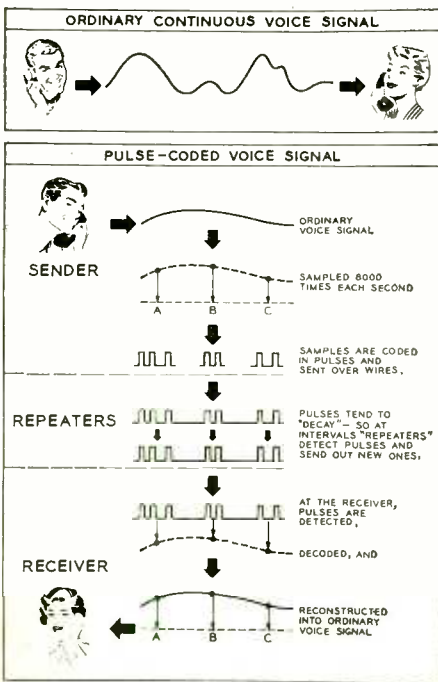 ORDINARY CONTINUOUS VOICE SIGNAL
PULSE-CODED VOICE SIGNAL
SENDER
ORDINARY
VOICE SIGNAL
SAMPLED 8000
TIMES EACH SECOND
A B C
SAMPLES ARE CODED
IN PULSES AND
SENT OVER WIRES.
REPEATERS
PULSES TEND TO
"DECAY"— SO AT
INTERVALS "REPEATERS"
DETECT PULSES AND
SEND OUT NEW ONES.
AT THE RECEIVER,
PULSES ARE
DETECTED,
DECODED, AND
RECEIVER
RECONSTRUCTED
INTO ORDINARY
VOICE SIGNAL
A B C